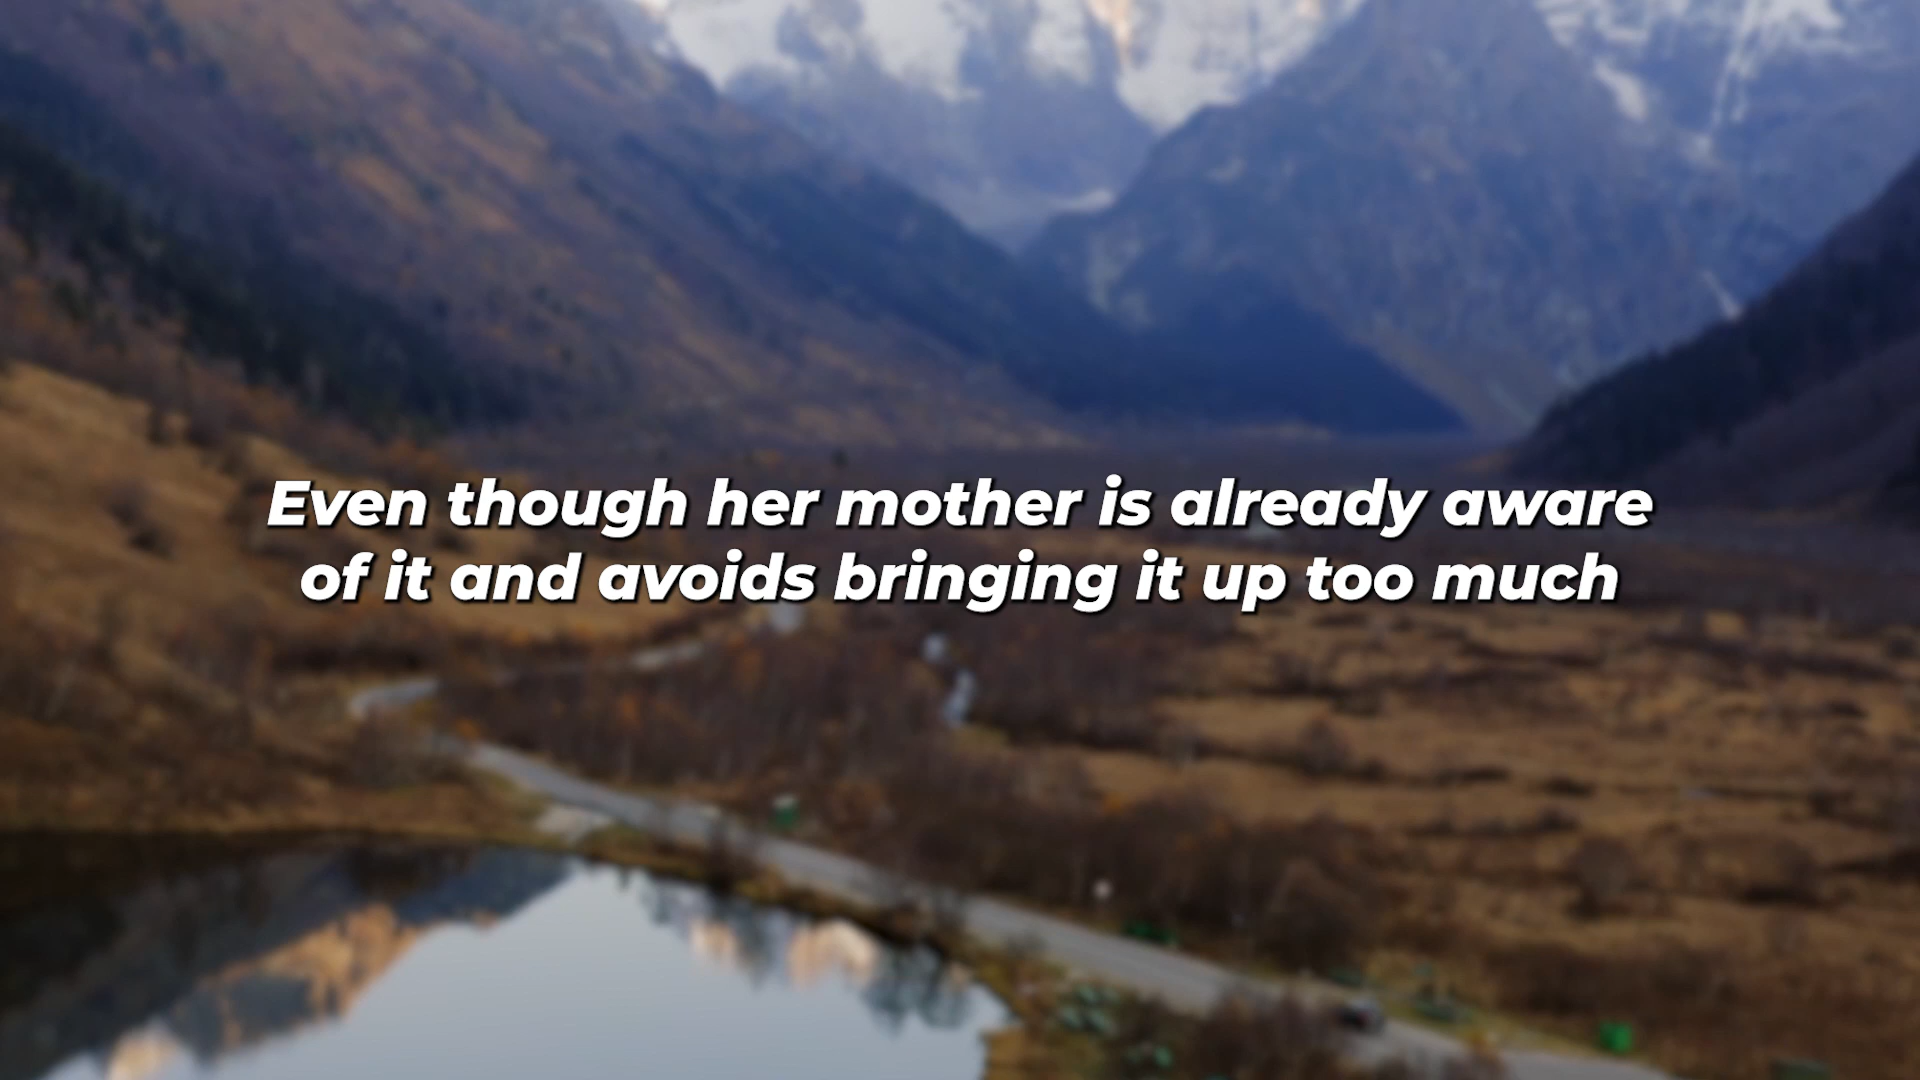 Even though her mother is already aware
of it and avoids bringing it up too much